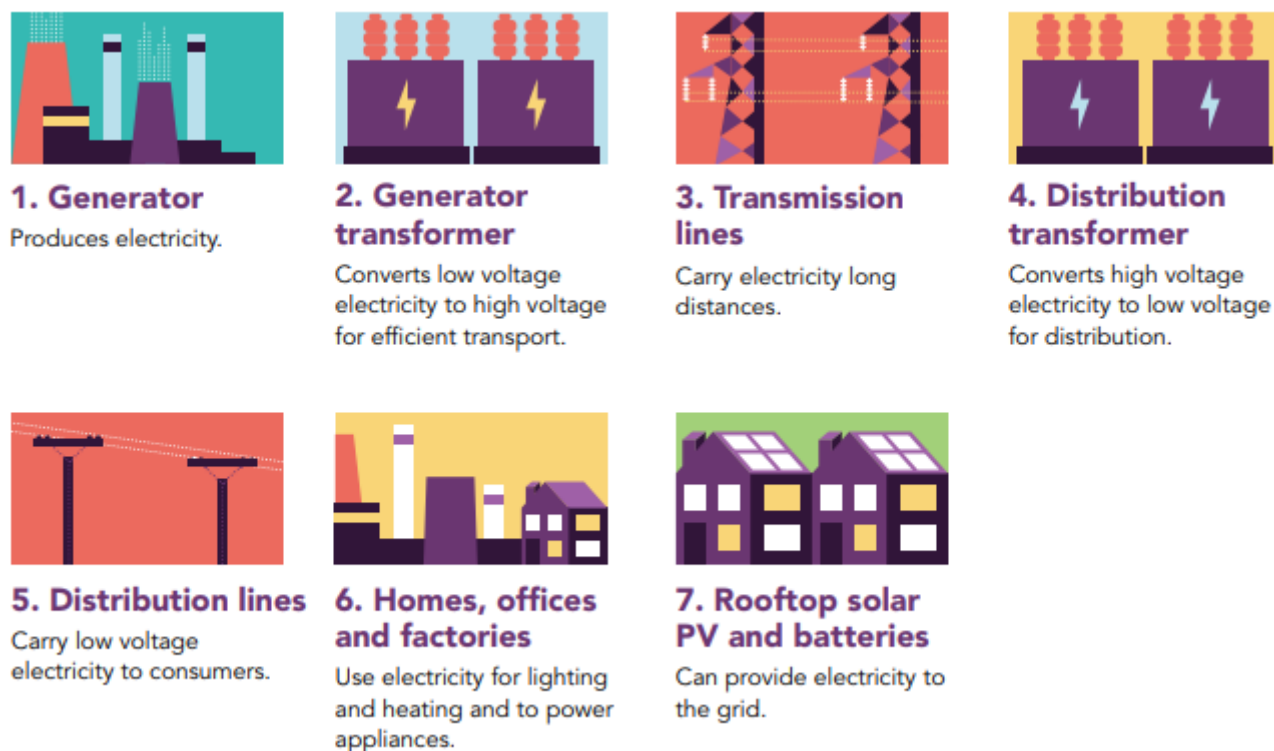 1. Generator
Produces electricity.
2. Generator
transformer
Converts low voltage
electricity to high voltage
for efficient transport.
3. Transmission
lines
Carry electricity long
distances.
4. Distribution
transformer
Converts high voltage
electricity to low voltage
for distribution.
5. Distribution lines
Carry low voltage
electricity to consumers.
6. Homes, offices
and factories
Use electricity for lighting
and heating and to power
appliances.
7. Rooftop solar
PV and batteries
Can provide electricity to
the grid.